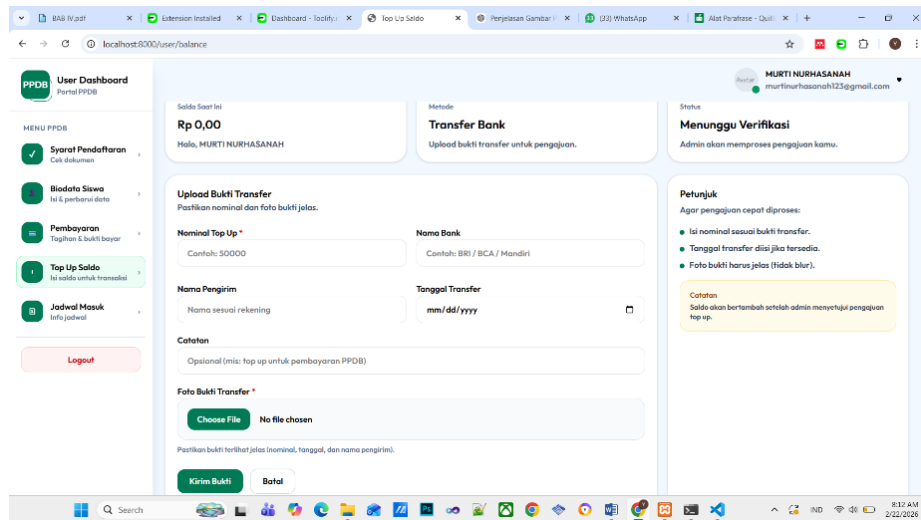 BAB IV.pdf
Extension Installed
Dashboard - Toolify.
Top Up Saldo
Penjelasan Gambar
(33) WhatsApp
Alat Parafrase - Quill
localhost:8000/user/balance
PPDB
User Dashboard
Portal PPDB
Avatar
MURTI NURHASANAH
murtinurhasanah123@gmail.com
MENU PPDB
Syarat Pendaftaran
Cek dokumen
Biodata Siswa
Isi & perbarui data
Pembayaran
Tagihan & bukti bayar
Top Up Saldo
Isi saldo untuk transaksi
Jadwal Masuk
Info jadwal
Logout
Saldo Saat Ini
Rp 0,00
Halo, MURTI NURHASANAH
Metode
Transfer Bank
Upload bukti transfer untuk pengajuan.
Status
Menunggu Verifikasi
Admin akan memproses pengajuan kamu.
Upload Bukti Transfer
Pastikan nominal dan foto bukti jelas.
Nominal Top Up *
Contoh: 50000
Nama Bank
Contoh: BRI / BCA / Mandiri
Nama Pengirim
Nama sesuai rekening
Tanggal Transfer
mm/dd/yyyy
Catatan
Opsional (mis: top up untuk pembayaran PPDB)
Foto Bukti Transfer *
Choose File No file chosen
Pastikan bukti terlihat jelas (nominal, tanggal, dan nama pengirim).
Kirim Bukti
Batal
Petunjuk
Agar pengajuan cepat diproses:
Isi nominal sesuai bukti transfer.
Tanggal transfer diisi jika tersedia.
Foto bukti harus jelas (tidak blur).
Catatan
Saldo akan bertambah setelah admin menyetujui pengajuan
top up.
Search
IND
8:12 AM
2/22/2026